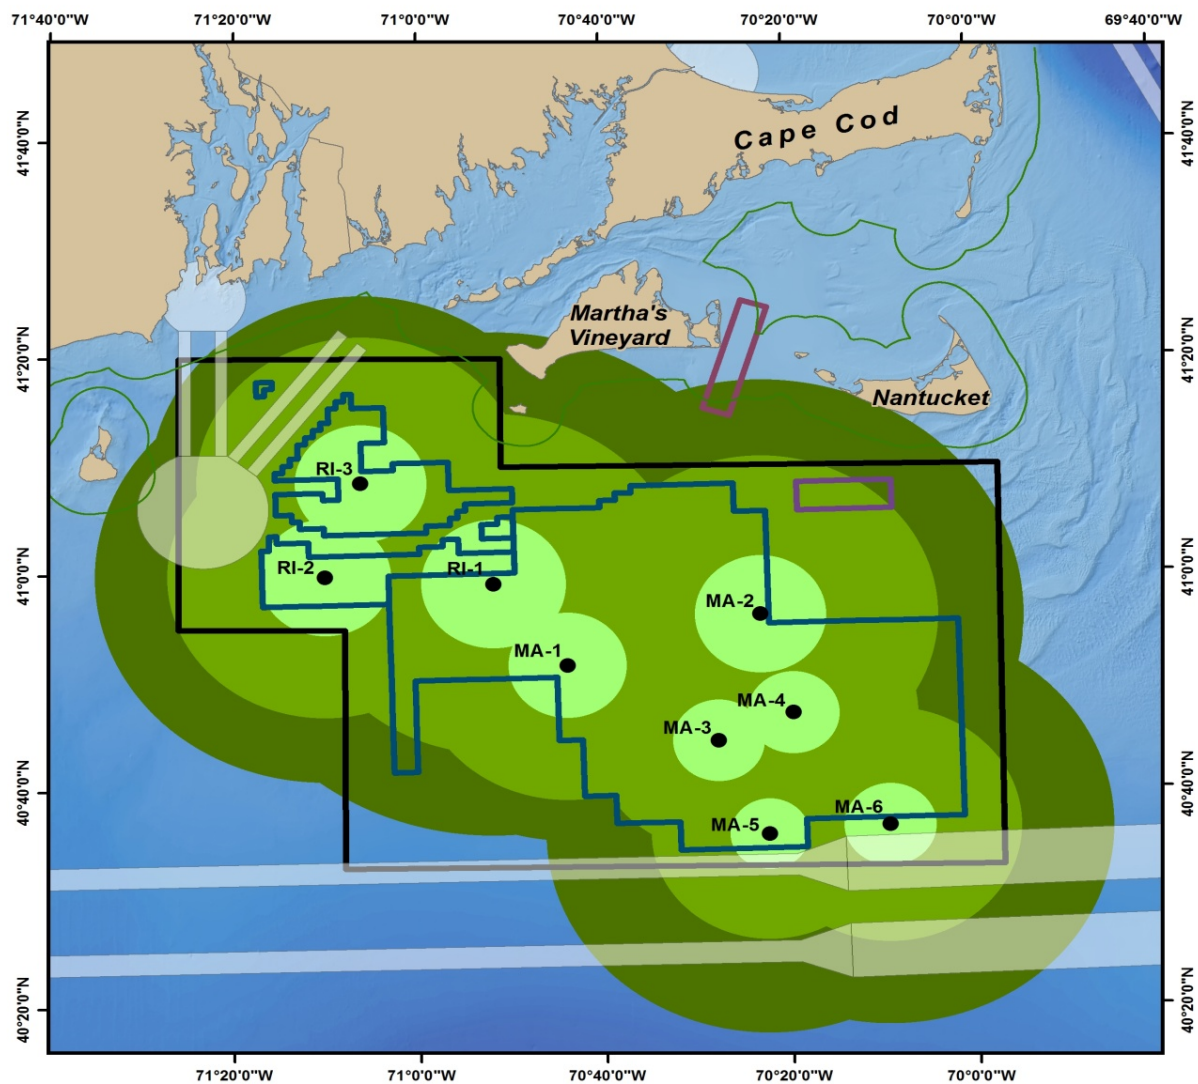 71°40'0"W 71°20'0"W 71°0'0"W 70°40'0"W 70°20'0"W 70°0'0"W 69°40'0"W
41°40'0"N
41°40'0"N
Cape Cod
Martha's
Vineyard
41°20'0"N
41°20'0"N
Nantucket
RI-3
RI-2
RI-1
41°0'0"N
41°0'0"N
MA-2
MA-1
MA-4
MA-3
40°40'0"N
40°40'0"N
MA-6
MA-5
40°20'0"N
40°20'0"N
71°20'0"W 71°0'0"W 70°40'0"W 70°20'0"W 70°0'0"W